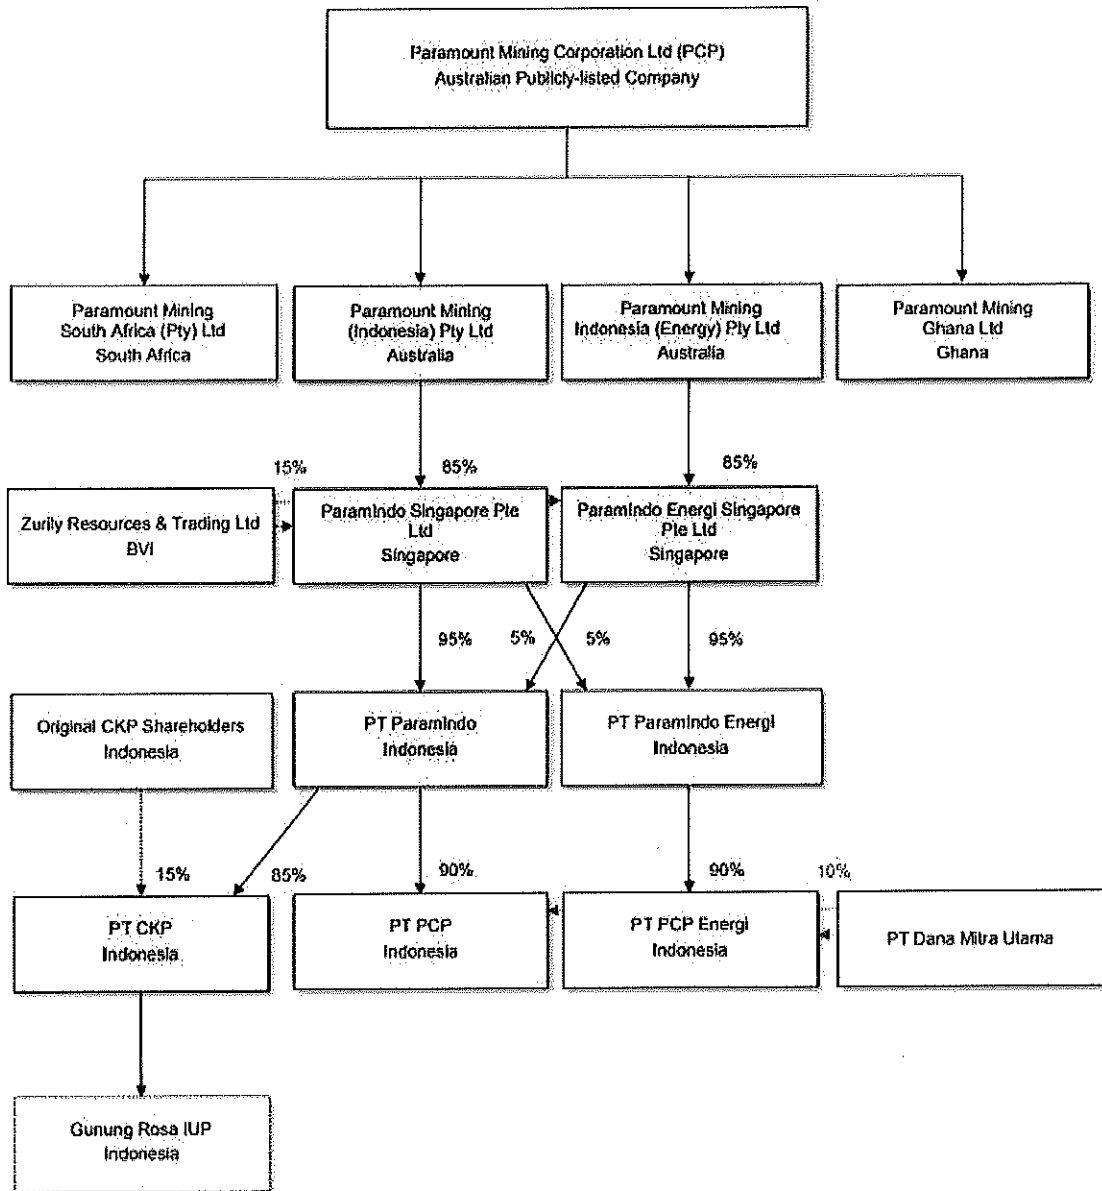 Paramount Mining Corporation Ltd (PCP)
Australian Publicly-listed Company
Paramount Mining
South Africa (Pty) Ltd
South Africa
Paramount Mining
(Indonesia) Pty Ltd
Australia
Paramount Mining
Indonesia (Energy) Pty Ltd
Australia
Paramount Mining
Ghana Ltd
Ghana
15%
85%
85%
Zurily Resources & Trading Ltd
BVI
ParamIndo Singapore Pte
Ltd
Singapore
ParamIndo Energi Singapore
Pte Ltd
Singapore
95%
5%
5%
95%
Original CKP Shareholders
Indonesia
PT ParamIndo
Indonesia
PT ParamIndo Energi
Indonesia
15%
85%
90%
90%
10%
PT CKP
Indonesia
PT PCP
Indonesia
PT PCP Energi
Indonesia
PT Dana Mitra Utama
Gunung Rosa IUP
Indonesia